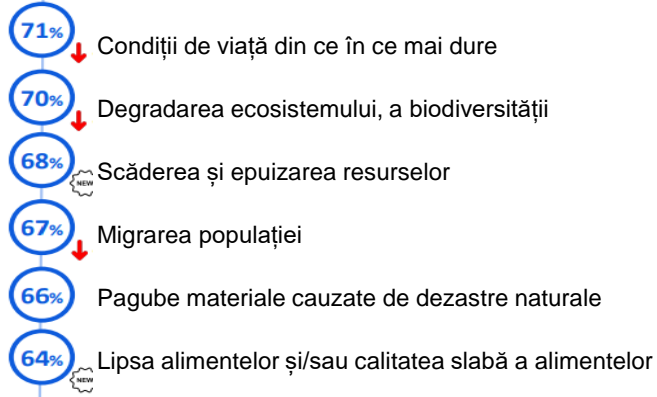 71% Condiții de viață din ce în ce mai dure
70% Degradarea ecosistemului, a biodiversității
68% NEW Scăderea și epuizarea resurselor
67% Migrarea populației
66% Pagube materiale cauzate de dezastre naturale
64% NEW Lipsa alimentelor și/sau calitatea slabă a alimentelor